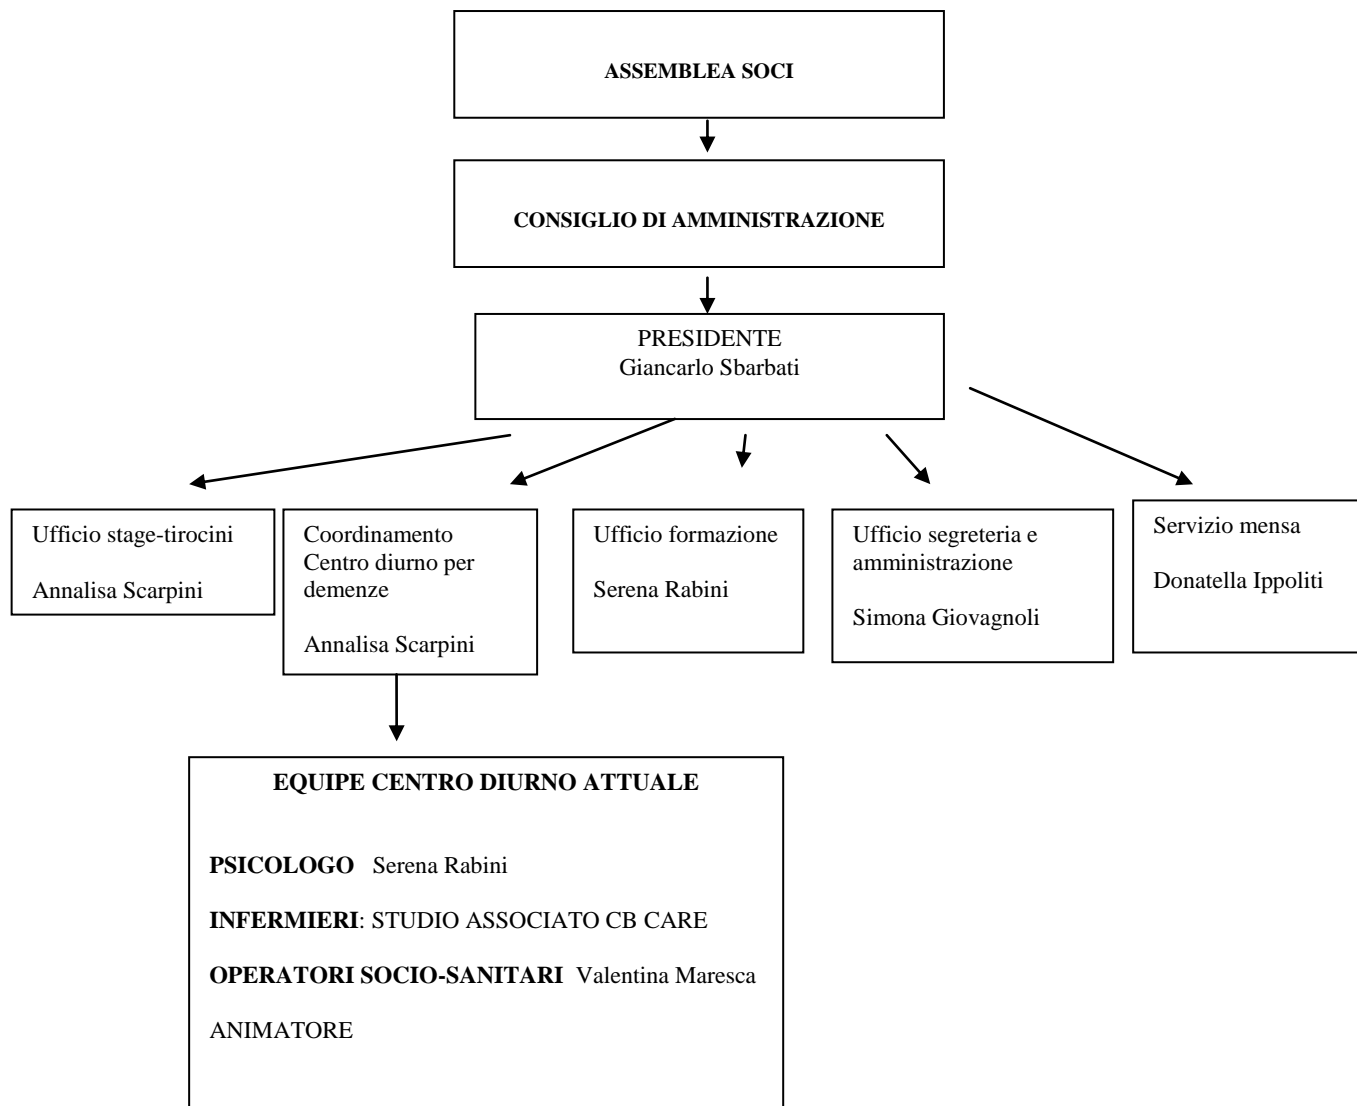 ASSEMBLEA SOCI
CONSIGLIO DI AMMINISTRAZIONE
PRESIDENTE
Giancarlo Sbarbati
Ufficio stage-tirocini
Annalisa Scarpini
Coordinamento
Centro diurno per
demenze
Annalisa Scarpini
Ufficio formazione
Serena Rabini
Ufficio segreteria e
amministrazione
Simona Giovagnoli
Servizio mensa
Donatella Ippoliti
EQUIPE CENTRO DIURNO ATTUALE
PSICOLOGO Serena Rabini
INFERMIERI: STUDIO ASSOCIATO CB CARE
OPERATORI SOCIO-SANITARI Valentina Maresca
ANIMATORE